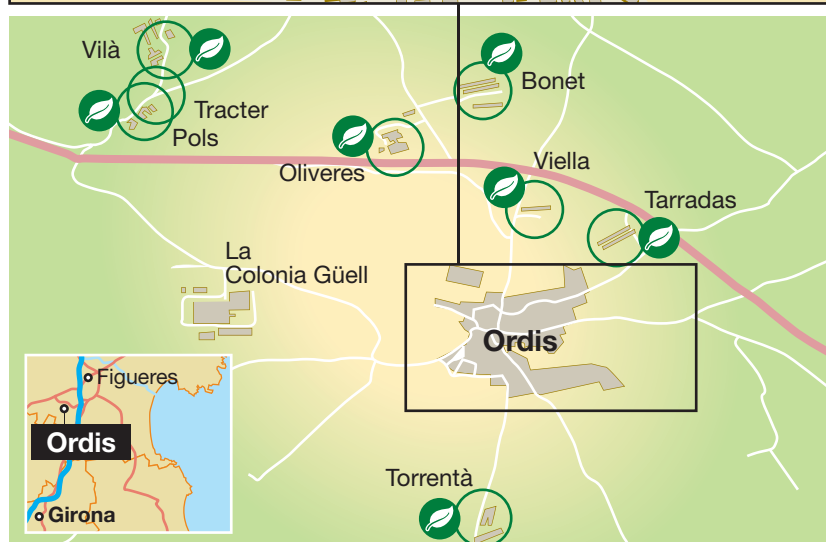 Vilà
Bonet
Tracter
Pols
Oliveres
Viella
Tarradas
La
Colonia Güell
Ordis
Figueres
Ordis
Girona
Torrentà